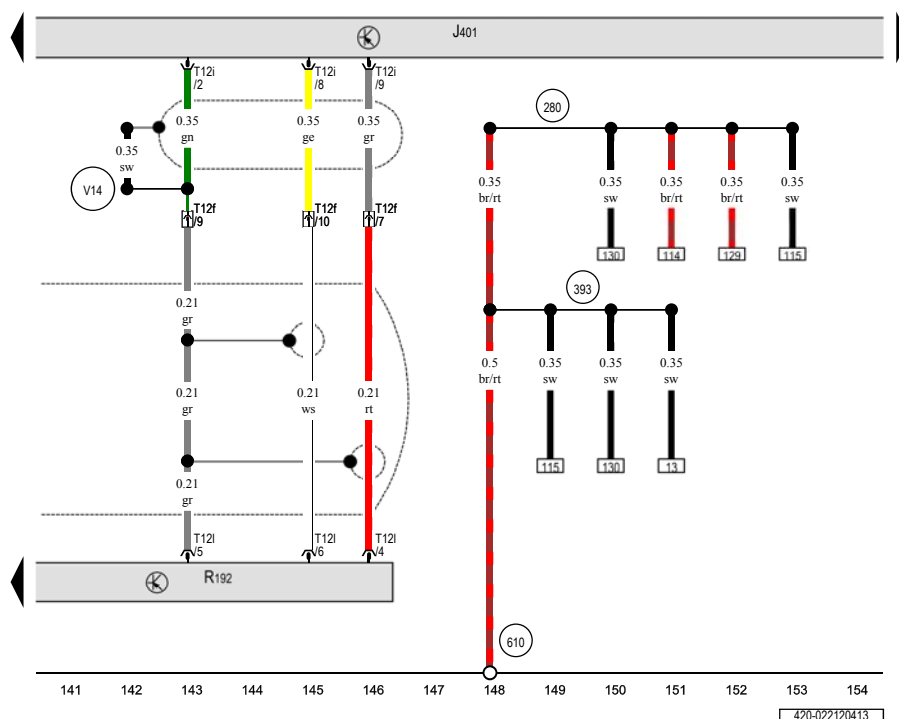 J401
T12i /2
T12i /8
T12i /9
280
0.35 gn
0.35 ge
0.35 gr
0.35 sw
V14
0.35 br/rt
0.35 sw
0.35 br/rt
0.35 br/rt
0.35 sw
T12f /9
T12f /10
T12f /7
130
114
129
115
393
0.21 gr
0.5 br/rt
0.35 sw
0.35 sw
0.35 sw
0.21 gr
0.21 ws
0.21 rt
115
130
13
0.21 gr
T12l /5
T12l /6
T12l /4
R192
610
141 142 143 144 145 146 147 148 149 150 151 152 153 154
420-022120413